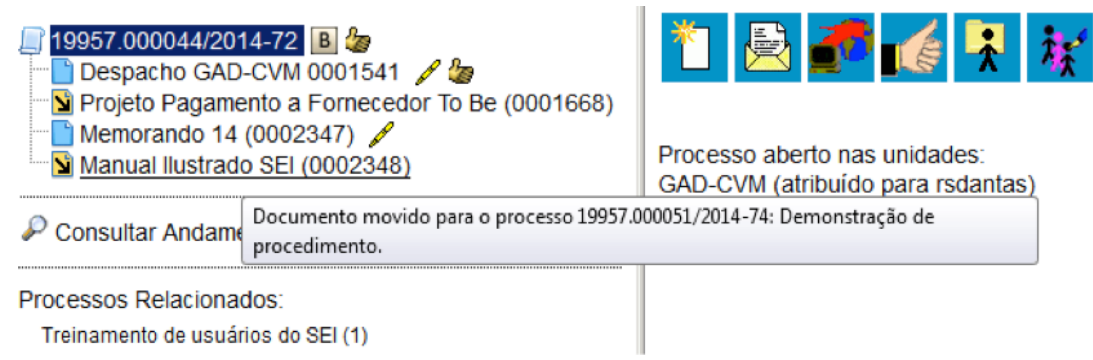 19957.000044/2014-72 B
Despacho GAD-CVM 0001541
Projeto Pagamento a Fornecedor To Be (0001668)
Memorando 14 (0002347)
Manual Ilustrado SEI (0002348)
Processo aberto nas unidades:
GAD-CVM (atribuído para rsdantas)
Documento movido para o processo 19957.000051/2014-74: Demonstração de
procedimento.
Consultar Andam
Processos Relacionados:
Treinamento de usuários do SEI (1)